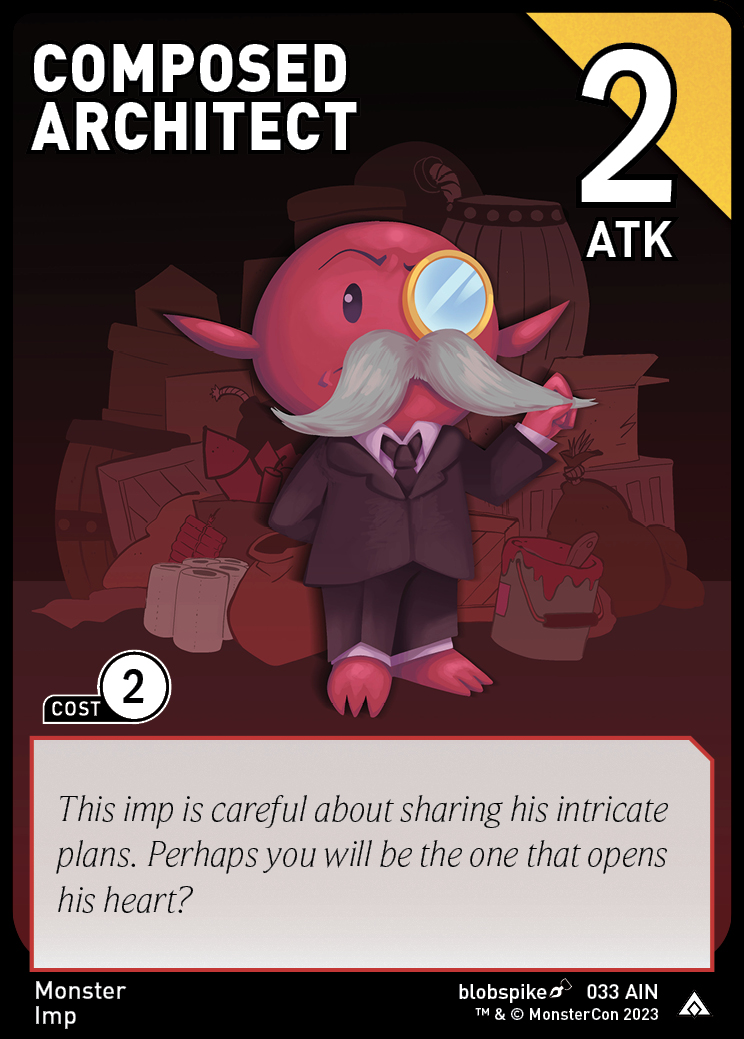 COMPOSED
ARCHITECT
2
ATK
COST 2
This imp is careful about sharing his intricate
plans. Perhaps you will be the one that opens
his heart?
Monster
Imp
blobspike 033 AIN
™ & © MonsterCon 2023